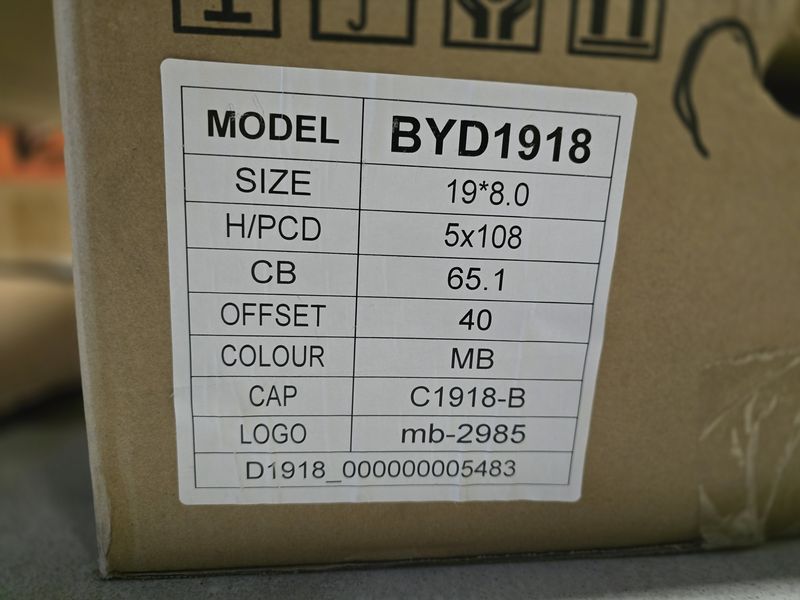 MODEL BYD1918
SIZE 19*8.0
H/PCD 5x108
CB 65.1
OFFSET 40
COLOUR MB
CAP C1918-B
LOGO mb-2985
D1918_000000005483